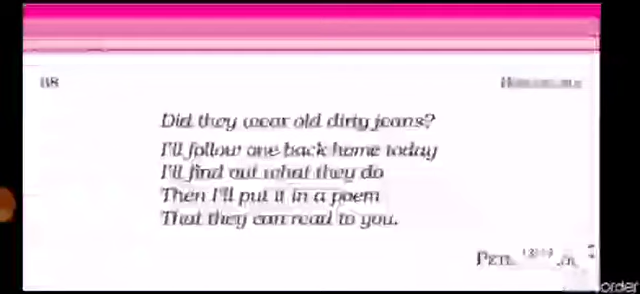 Did they wear old dirty jeans?
I'll follow one back home today
I'll find out what they do
Then I'll put it in a poem
That they can read to you.